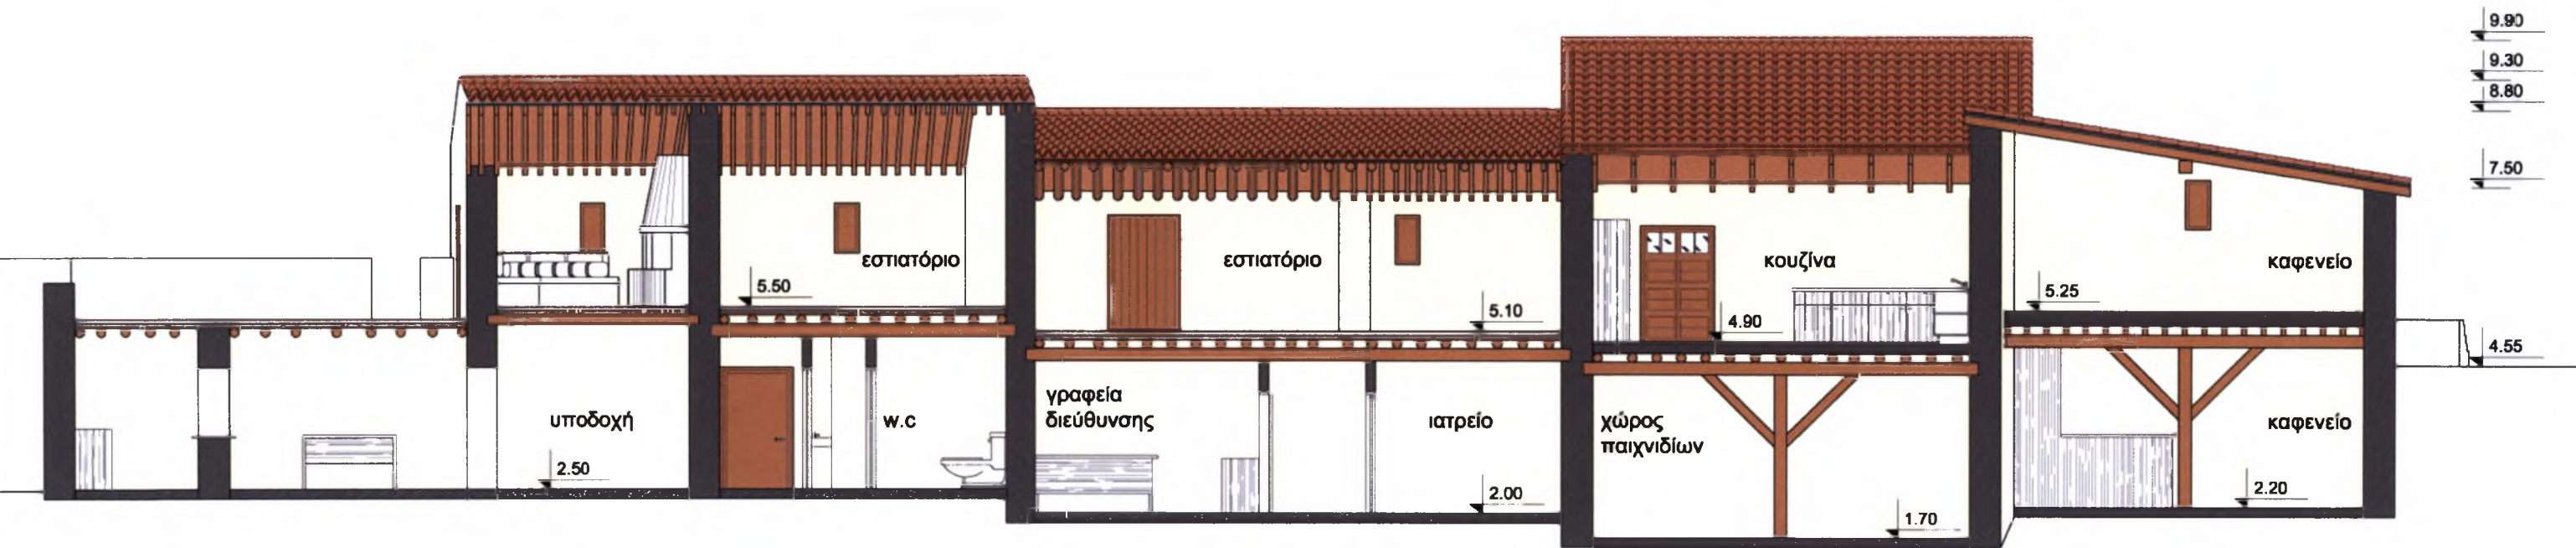 9.90
9.30
8.80
7.50
εστιατόριο
εστιατόριο
κουζίνα
καφενείο
5.50
5.10
4.90
5.25
4.55
υποδοχή
w.c
γραφεία
διεύθυνσης
ιατρείο
χώρος
παιχνιδίων
καφενείο
2.50
2.00
1.70
2.20